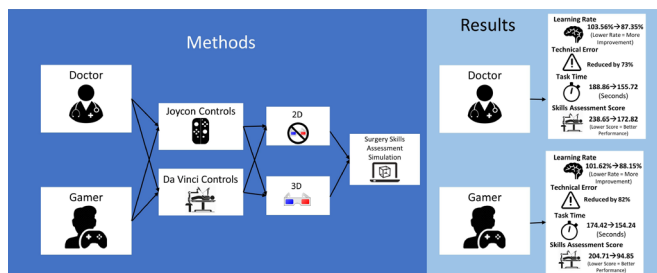 Methods
Doctor
Gamer
Joycon Controls
Da Vinci Controls
2D
3D
Surgery Skills
Assessment
Simulation
Results
Doctor
Learning Rate
103.56%→87.35%
(Lower Rate = More
Improvement)
Technical Error
Reduced by 73%
Task Time
188.86→155.72
(Seconds)
Skills Assessment Score
238.65→172.82
(Lower Score = Better
Performance)
Gamer
Learning Rate
101.62%→88.15%
(Lower Rate = More
Improvement)
Technical Error
Reduced by 82%
Task Time
174.42→154.24
(Seconds)
Skills Assessment Score
204.71→94.85
(Lower Score = Better
Performance)